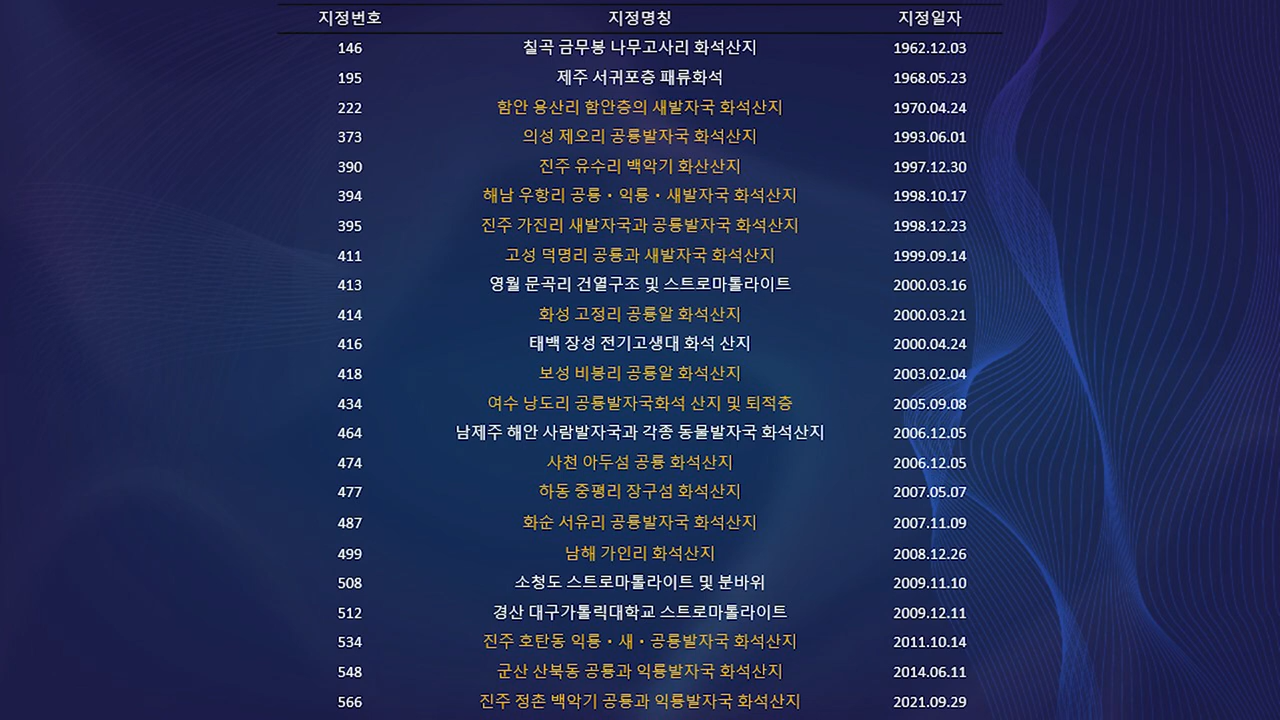 지정번호 지정명칭 지정일자
146 칠곡 금무봉 나무고사리 화석산지 1962.12.03
195 제주 서귀포층 패류화석 1968.05.23
222 함안 용산리 함안층의 새발자국 화석산지 1970.04.24
373 의성 제오리 공룡발자국 화석산지 1993.06.01
390 진주 유수리 백악기 화산산지 1997.12.30
394 해남 우항리 공룡・익룡・새발자국 화석산지 1998.10.17
395 진주 가진리 새발자국과 공룡발자국 화석산지 1998.12.23
411 고성 덕명리 공룡과 새발자국 화석산지 1999.09.14
413 영월 문곡리 건열구조 및 스트로마톨라이트 2000.03.16
414 화성 고정리 공룡알 화석산지 2000.03.21
416 태백 장성 전기고생대 화석 산지 2000.04.24
418 보성 비봉리 공룡알 화석산지 2003.02.04
434 여수 낭도리 공룡발자국화석 산지 및 퇴적층 2005.09.08
464 남제주 해안 사람발자국과 각종 동물발자국 화석산지 2006.12.05
474 사천 아두섬 공룡 화석산지 2006.12.05
477 하동 중평리 장구섬 화석산지 2007.05.07
487 화순 서유리 공룡발자국 화석산지 2007.11.09
499 남해 가인리 화석산지 2008.12.26
508 소청도 스트로마톨라이트 및 분바위 2009.11.10
512 경산 대구가톨릭대학교 스트로마톨라이트 2009.12.11
534 진주 호탄동 익룡・새・공룡발자국 화석산지 2011.10.14
548 군산 산북동 공룡과 익룡발자국 화석산지 2014.06.11
566 진주 정촌 백악기 공룡과 익룡발자국 화석산지 2021.09.29